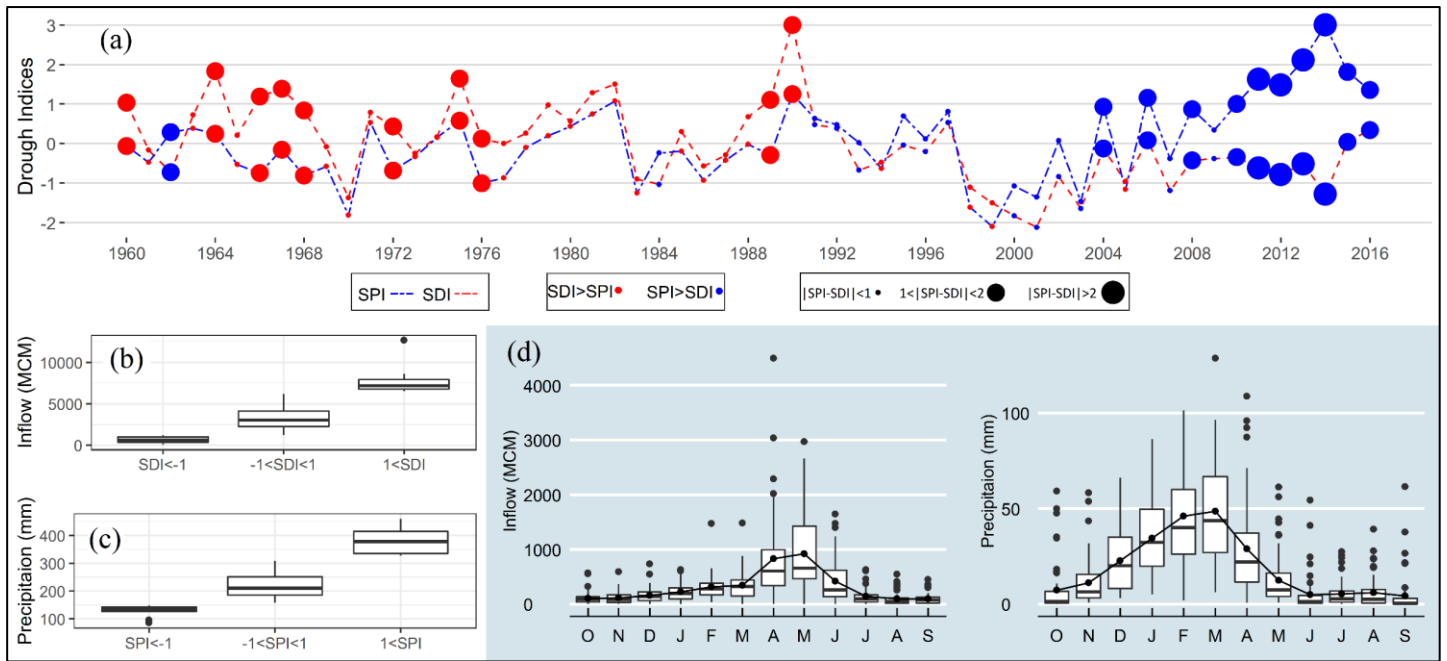 (a)
Drough Indices
3
2
1
0
-1
-2
1960 1964 1968 1972 1976 1980 1984 1988 1992 1996 2000 2004 2008 2012 2016
SPI SDI
SDI>SPI SPI>SDI
|SPI-SDI|<1 1<|SPI-SDI|<2 |SPI-SDI|>2
(b)
Inflow (MCM)
10000
5000
0
SDI<-1 -1<SDI<1 1<SDI
(c)
Precipitaion (mm)
400
300
200
100
SPI<-1 -1<SPI<1 1<SPI
(d)
Inflow (MCM)
4000
3000
2000
1000
0
O N D J F M A M J J A S
Precipitaion (mm)
100
50
0
O N D J F M A M J J A S